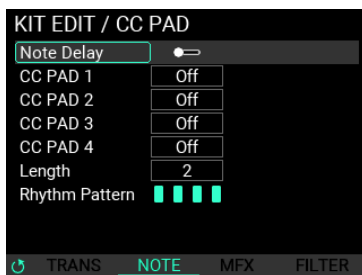 KIT EDIT / CC PAD
Note Delay
CC PAD 1 Off
CC PAD 2 Off
CC PAD 3 Off
CC PAD 4 Off
Length 2
Rhythm Pattern
TRANS NOTE MFX FILTER